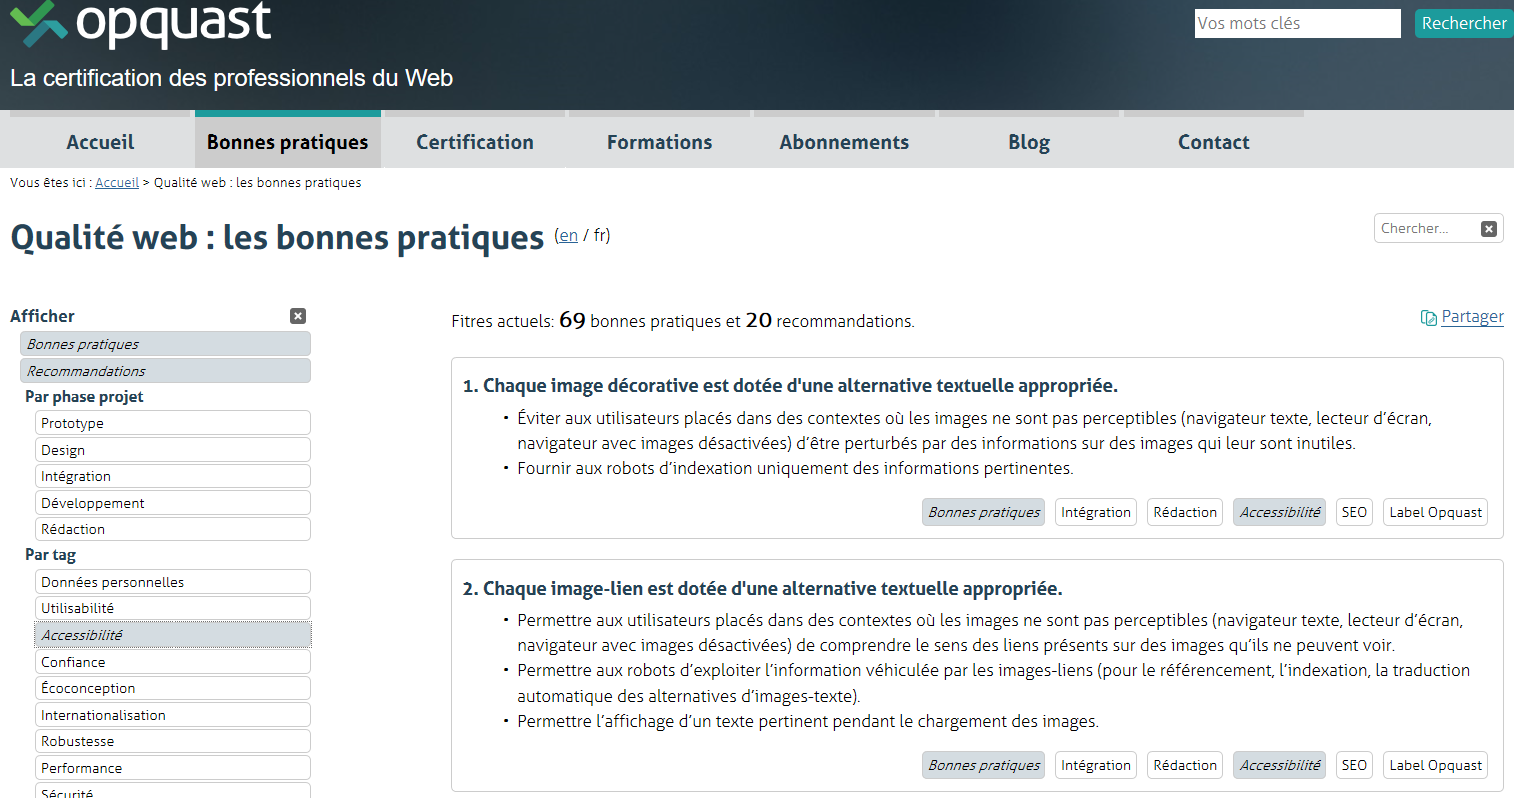 opquast
Vos mots clés
Rechercher
La certification des professionnels du Web
Accueil
Bonnes pratiques
Certification
Formations
Abonnements
Blog
Contact
Vous êtes ici : Accueil > Qualité web : les bonnes pratiques
Qualité web : les bonnes pratiques (en / fr)
Chercher...
Afficher
Bonnes pratiques
Recommandations
Par phase projet
Prototype
Design
Intégration
Développement
Rédaction
Par tag
Données personnelles
Utilisabilité
Accessibilité
Confiance
Écoconception
Internationalisation
Robustesse
Performance
Sécurité
Fitres actuels: 69 bonnes pratiques et 20 recommandations.
Partager
1. Chaque image décorative est dotée d'une alternative textuelle appropriée.
• Éviter aux utilisateurs placés dans des contextes où les images ne sont pas perceptibles (navigateur texte, lecteur d’écran,
navigateur avec images désactivées) d’être perturbés par des informations sur des images qui leur sont inutiles.
• Fournir aux robots d’indexation uniquement des informations pertinentes.
Bonnes pratiques Intégration Rédaction Accessibilité SEO Label Opquast
2. Chaque image-lien est dotée d'une alternative textuelle appropriée.
• Permettre aux utilisateurs placés dans des contextes où les images ne sont pas perceptibles (navigateur texte, lecteur d’écran,
navigateur avec images désactivées) de comprendre le sens des liens présents sur des images qu’ils ne peuvent voir.
• Permettre aux robots d’exploiter l’information véhiculée par les images-liens (pour le référencement, l’indexation, la traduction
automatique des alternatives d’images-texte).
• Permettre l’affichage d’un texte pertinent pendant le chargement des images.
Bonnes pratiques Intégration Rédaction Accessibilité SEO Label Opquast